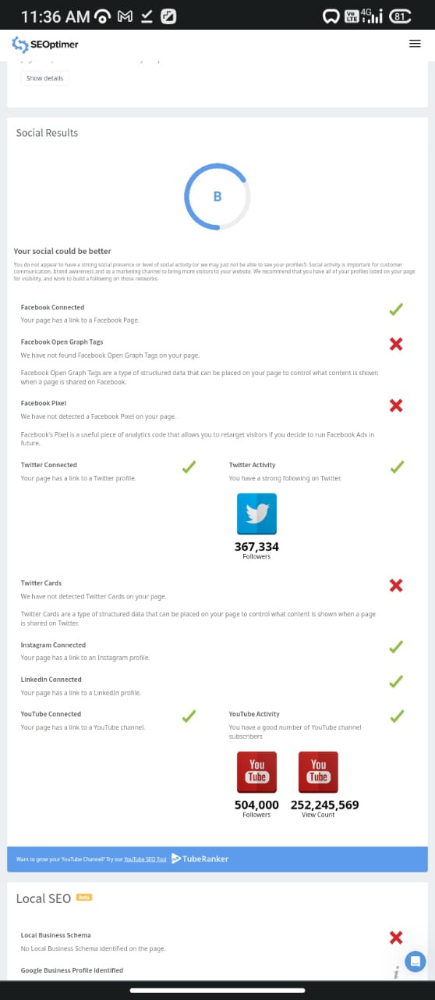 11:36 AM
Vo LTE 4G 81
SEOptimer
Show details
Social Results
B
Your social could be better
You do not appear to have a strong social presence or level of social activity (or we may just not be able to see your profiles!). Social activity is important for customer
communication, brand awareness and as a marketing channel to bring more visitors to your website. We recommend that you have all of your profiles listed on your page
for visibility, and work to build a following on those networks.
Facebook Connected
Your page has a link to a Facebook Page.
Facebook Open Graph Tags
We have not found Facebook Open Graph Tags on your page.
Facebook Open Graph Tags are a type of structured data that can be placed on your page to control what content is shown
when a page is shared on Facebook.
Facebook Pixel
We have not detected a Facebook Pixel on your page.
Facebook's Pixel is a useful piece of analytics code that allows you to retarget visitors if you decide to run Facebook Ads in
future.
Twitter Connected
Your page has a link to a Twitter profile.
Twitter Activity
You have a strong following on Twitter.
367,334
Followers
Twitter Cards
We have not detected Twitter Cards on your page.
Twitter Cards are a type of structured data that can be placed on your page to control what content is shown when a page
is shared on Twitter.
Instagram Connected
Your page has a link to an Instagram profile.
LinkedIn Connected
Your page has a link to a LinkedIn profile.
YouTube Connected
Your page has a link to a YouTube channel.
YouTube Activity
You have a good number of YouTube channel
subscribers
You Tube
You Tube
504,000
Followers
252,245,569
View Count
Want to grow your YouTube Channel? Try our YouTube SEO Tool TubeRanker
Local SEO beta
Local Business Schema
No Local Business Schema identified on the page.
Google Business Profile Identified